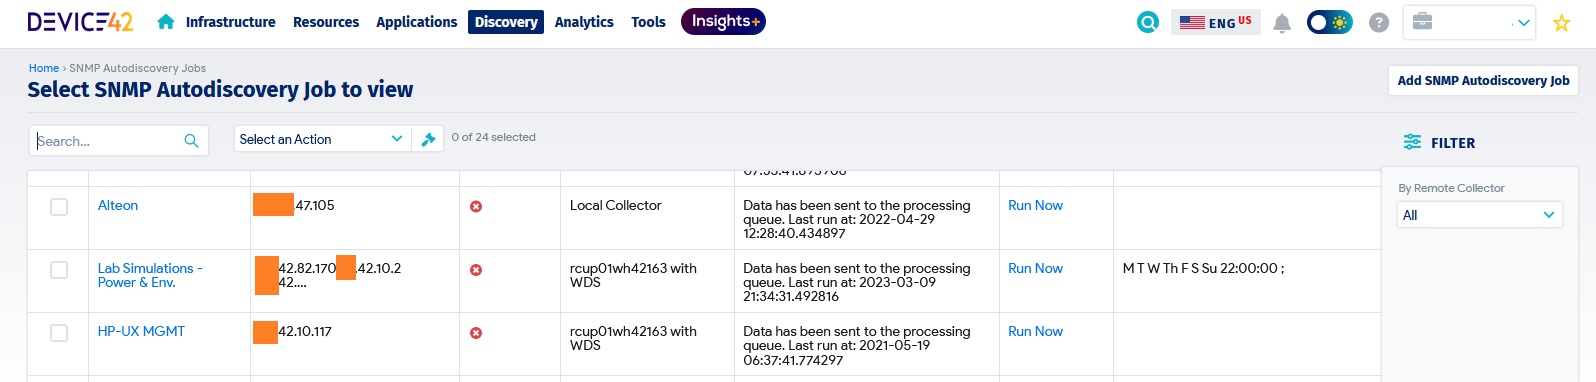 DEVICE42 Infrastructure Resources Applications Discovery Analytics Tools Insights+ ENG US ?
Home › SNMP Autodiscovery Jobs
Select SNMP Autodiscovery Job to view
Add SNMP Autodiscovery Job
Search... Select an Action 0 of 24 selected
FILTER
By Remote Collector
All
Alteon
47.105
Local Collector
Data has been sent to the processing
queue. Last run at: 2022-04-29
12:28:40.434897
Run Now
Lab Simulations -
Power & Env.
42.82.170 .42.10.2
42....
rcup01wh42163 with
WDS
Data has been sent to the processing
queue. Last run at: 2023-03-09
21:34:31.492816
Run Now
M T W Th F S Su 22:00:00 ;
HP-UX MGMT
42.10.117
rcup01wh42163 with
WDS
Data has been sent to the processing
queue. Last run at: 2021-05-19
06:37:41.774297
Run Now